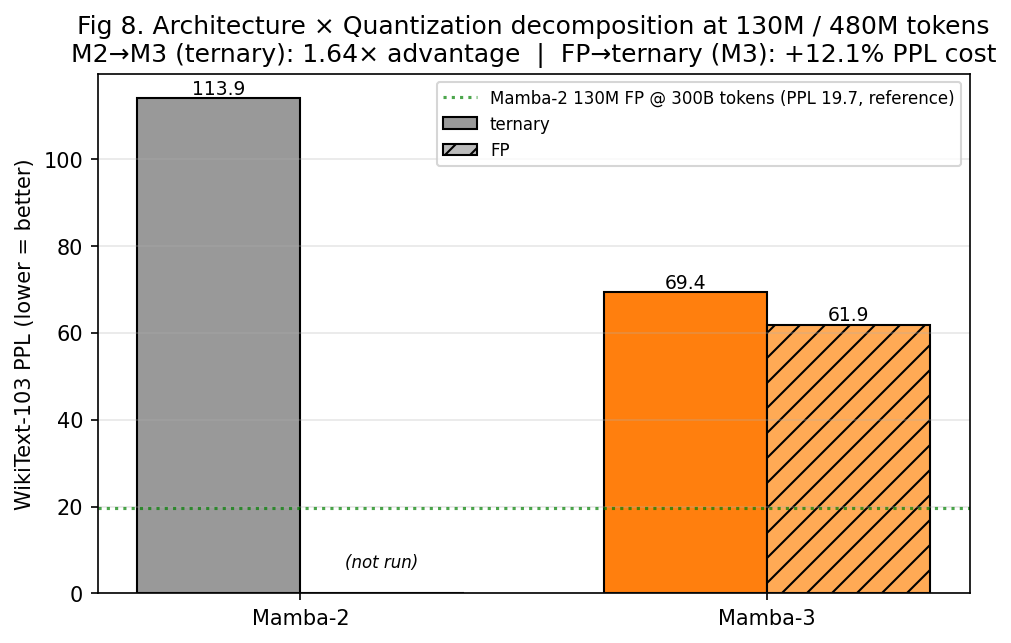 Fig 8. Architecture × Quantization decomposition at 130M / 480M tokens
M2→M3 (ternary): 1.64× advantage | FP→ternary (M3): +12.1% PPL cost
WikiText-103 PPL (lower = better)
100
80
60
40
20
0
Mamba-2 130M FP @ 300B tokens (PPL 19.7, reference)
ternary
FP
113.9
(not run)
69.4
61.9
Mamba-2
Mamba-3